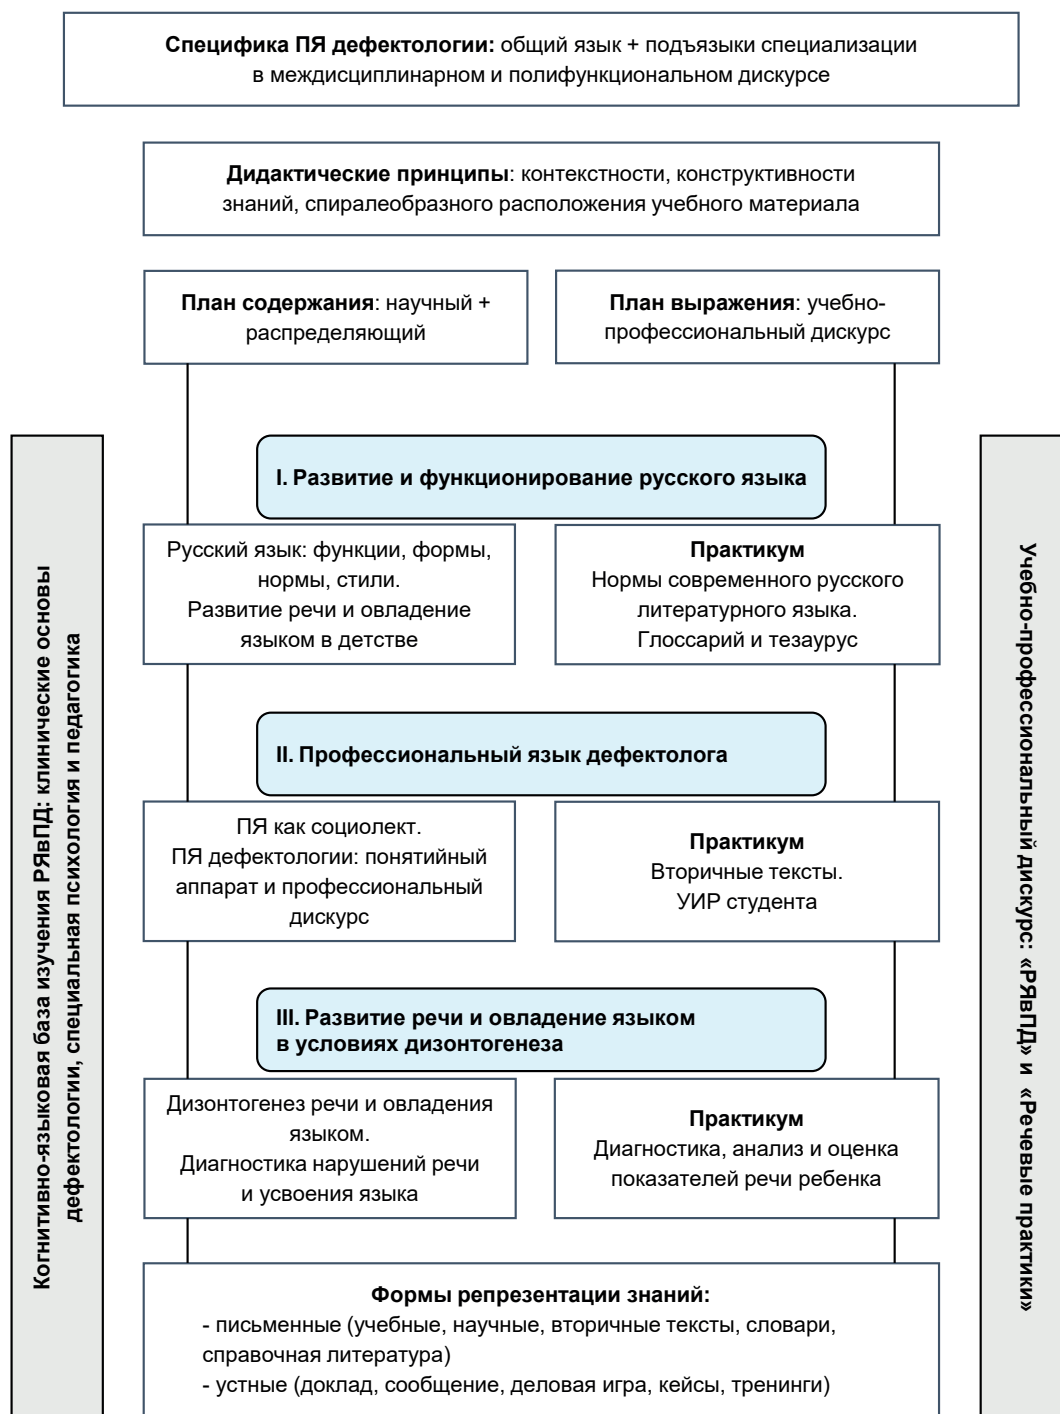 Специфика ПЯ дефектологии: общий язык + подъязыки специализации
в междисциплинарном и полифункциональном дискурсе
Дидактические принципы: контекстности, конструктивности
знаний, спиралеобразного расположения учебного материала
План содержания: научный +
распределяющий
План выражения: учебно-
профессиональный дискурс
Когнитивно-языковая база изучения РЯвПД: клинические основы
дефектологии, специальная психология и педагогика
I. Развитие и функционирование русского языка
Русский язык: функции, формы,
нормы, стили.
Развитие речи и овладение
языком в детстве
Практикум
Нормы современного русского
литературного языка.
Глоссарий и тезаурус
II. Профессиональный язык дефектолога
ПЯ как социолект.
ПЯ дефектологии: понятийный
аппарат и профессиональный
дискурс
Практикум
Вторичные тексты.
УИР студента
III. Развитие речи и овладение языком
в условиях дизонтогенеза
Дизонтогенез речи и овладения
языком.
Диагностика нарушений речи
и усвоения языка
Практикум
Диагностика, анализ и оценка
показателей речи ребенка
Формы репрезентации знаний:
- письменные (учебные, научные, вторичные тексты, словари,
справочная литература)
- устные (доклад, сообщение, деловая игра, кейсы, тренинги)
Учебно-профессиональный дискурс: «РЯвПД» и «Речевые практики»